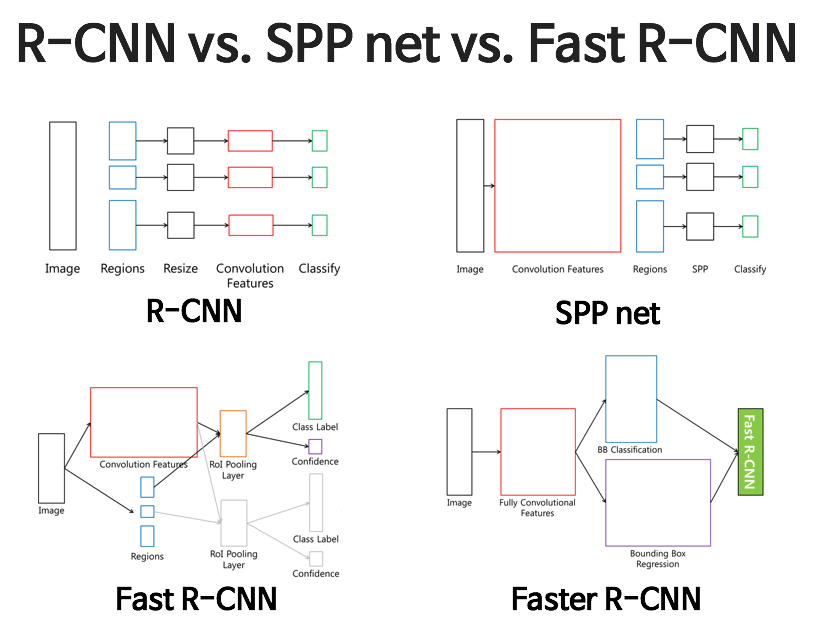 R-CNN vs. SPP net vs. Fast R-CNN
Image
Regions
Resize
Convolution
Features
Classify
R-CNN
Image
Convolution Features
Regions
SPP
Classify
SPP net
Image
Convolution Features
Regions
RoI Pooling
Layer
Class Label
Confidence
RoI Pooling
Layer
Class Label
Confidence
Fast R-CNN
Image
Fully Convolutional
Features
BB Classification
Bounding Box
Regression
Fast R-CNN
Faster R-CNN